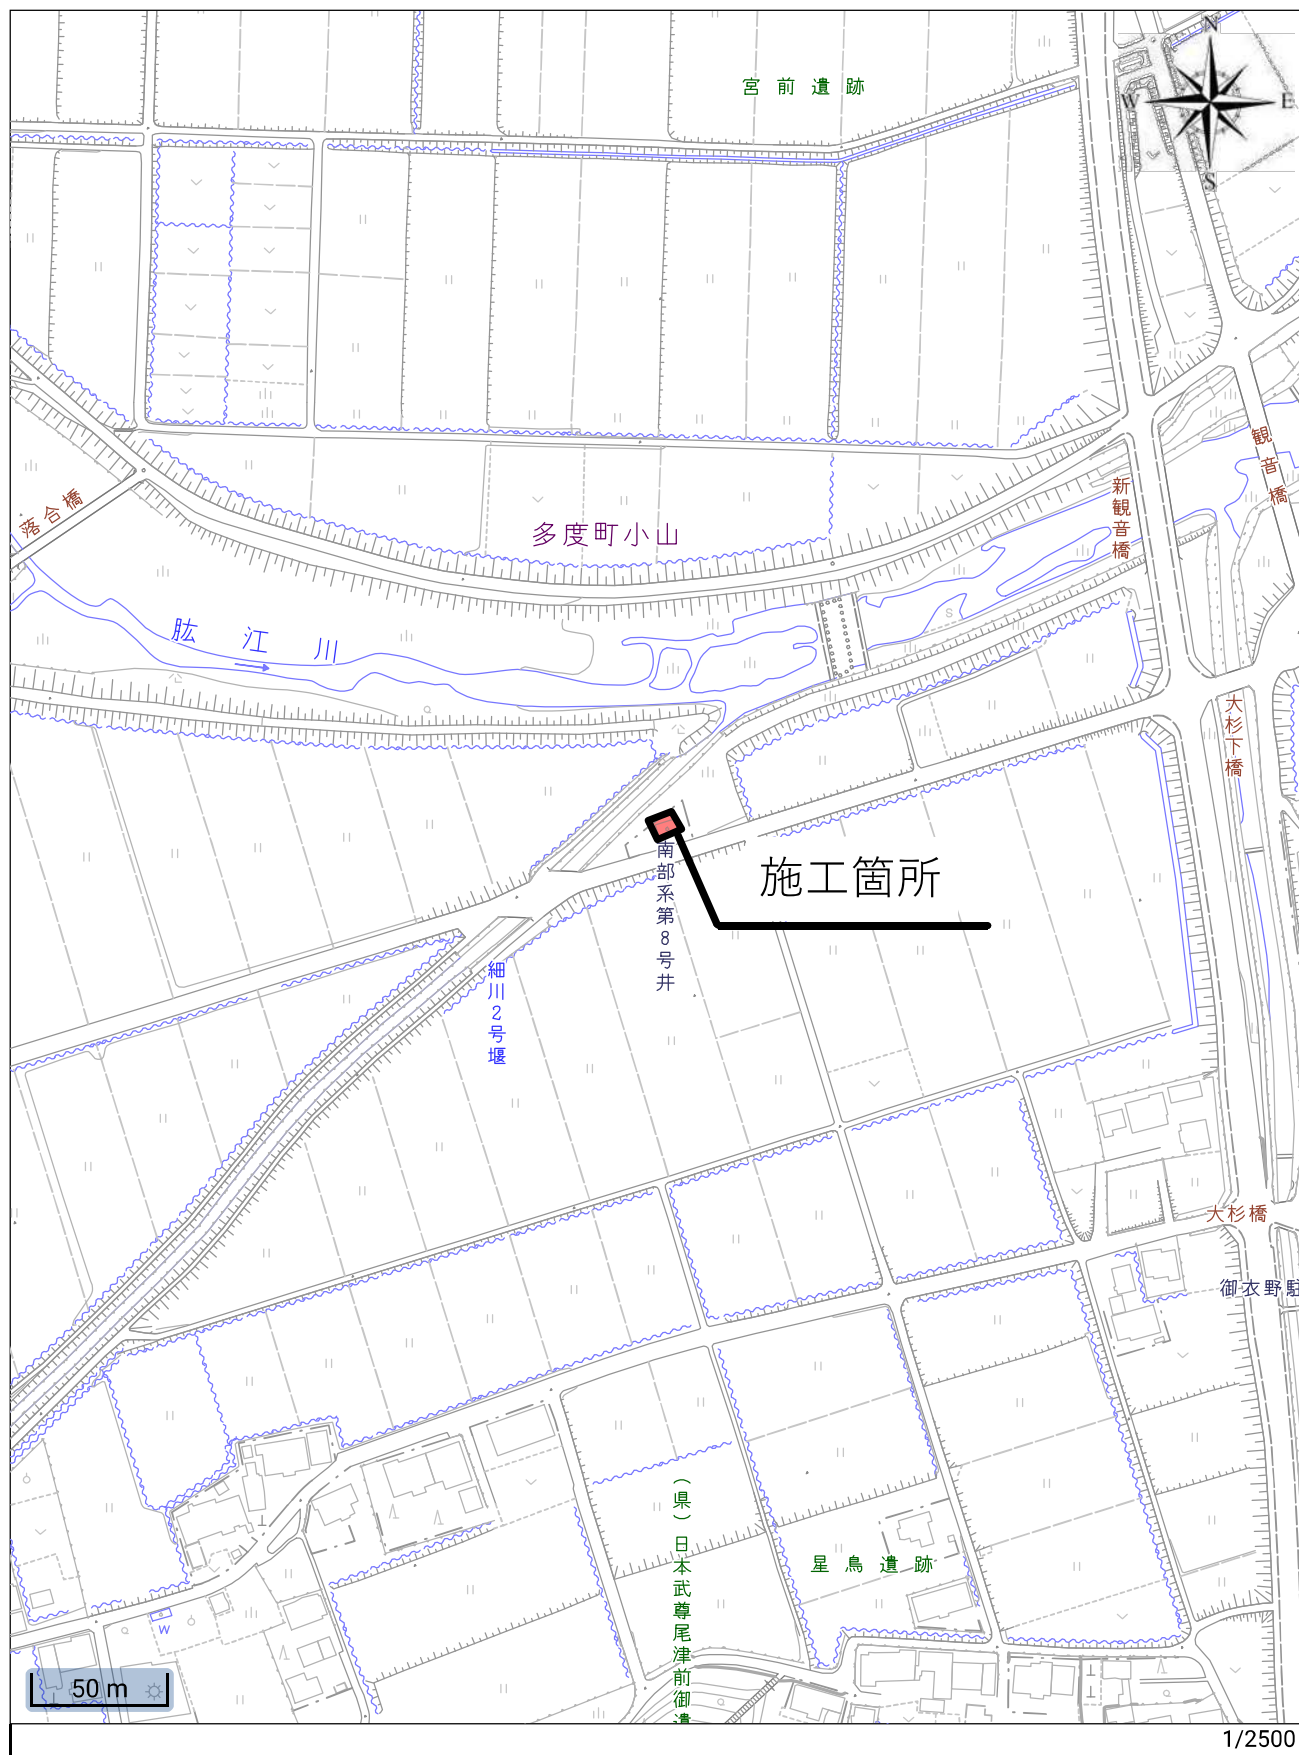 N
宮前遺跡
W
E
S
観音橋
新観音橋
落合橋
多度町小山
肱江川
大杉下橋
施工箇所
南部系第8号井
細川2号堰
大杉橋
御衣野駐
(県)日本武尊尾津前御遺
星鳥遺跡
W
50 m
1/2500